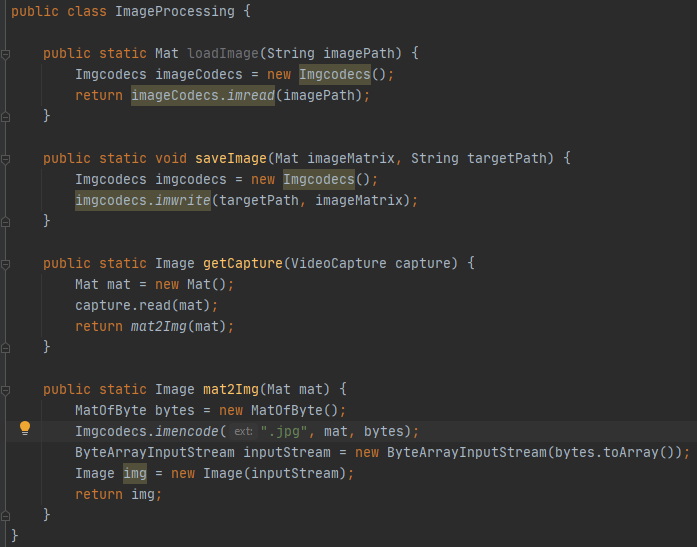 public class ImageProcessing {
public static Mat loadImage(String imagePath) {
Imgcodecs imageCodecs = new Imgcodecs();
return imageCodecs.imread(imagePath);
}
public static void saveImage(Mat imageMatrix, String targetPath) {
Imgcodecs imgcodecs = new Imgcodecs();
imgcodecs.imwrite(targetPath, imageMatrix);
}
public static Image getCapture(VideoCapture capture) {
Mat mat = new Mat();
capture.read(mat);
return mat2Img(mat);
}
public static Image mat2Img(Mat mat) {
MatOfByte bytes = new MatOfByte();
Imgcodecs.imencode( ext: ".jpg", mat, bytes);
ByteArrayInputStream inputStream = new ByteArrayInputStream(bytes.toArray());
Image img = new Image(inputStream);
return img;
}
}